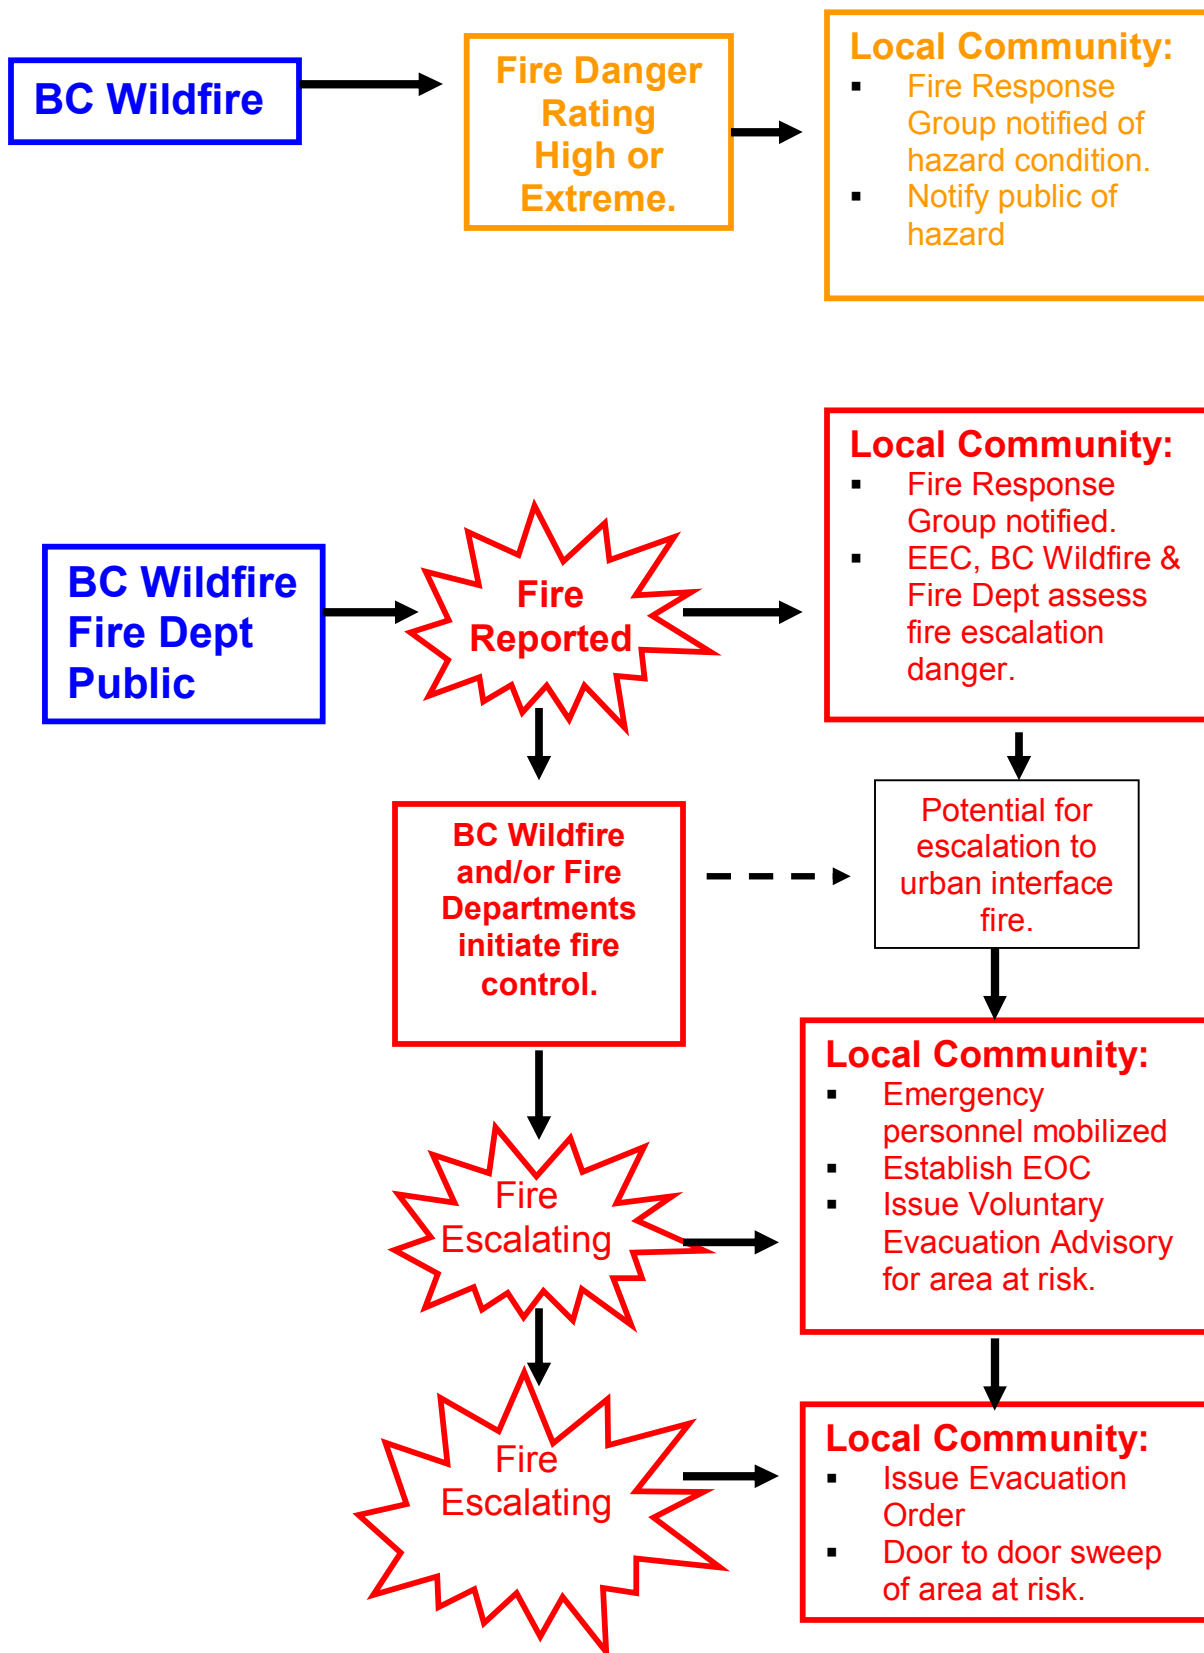 BC Wildfire
Fire Danger
Rating
High or
Extreme.
Local Community:
▪ Fire Response
Group notified of
hazard condition.
▪ Notify public of
hazard
BC Wildfire
Fire Dept
Public
Fire
Reported
Local Community:
▪ Fire Response
Group notified.
▪ EEC, BC Wildfire &
Fire Dept assess
fire escalation
danger.
BC Wildfire
and/or Fire
Departments
initiate fire
control.
Potential for
escalation to
urban interface
fire.
Fire
Escalating
Local Community:
▪ Emergency
personnel mobilized
▪ Establish EOC
▪ Issue Voluntary
Evacuation Advisory
for area at risk.
Fire
Escalating
Local Community:
▪ Issue Evacuation
Order
▪ Door to door sweep
of area at risk.